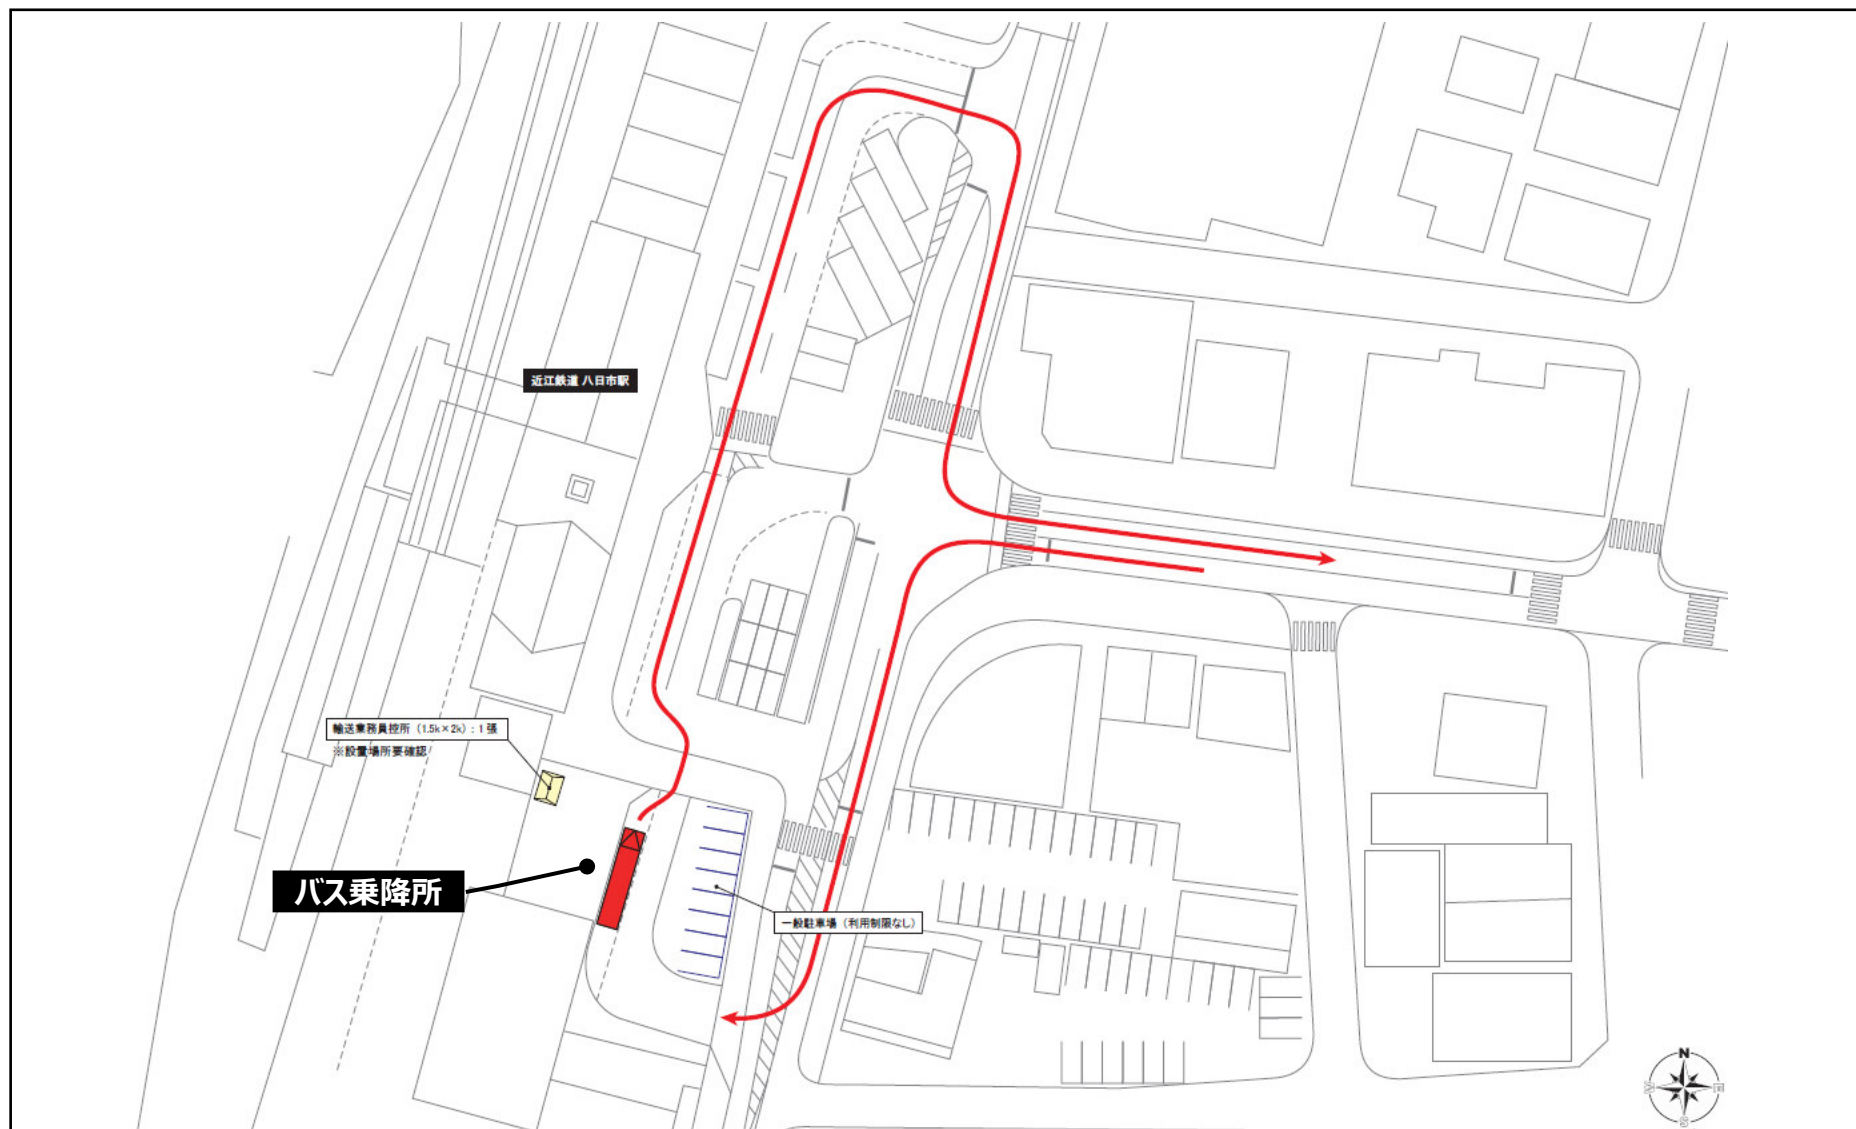 近江鉄道 八日市駅
輸送業務員控所（1.5k×2k）：1張
※設置場所要確認
バス乗降所
一般駐車場（利用制限なし）
N
W
E
S